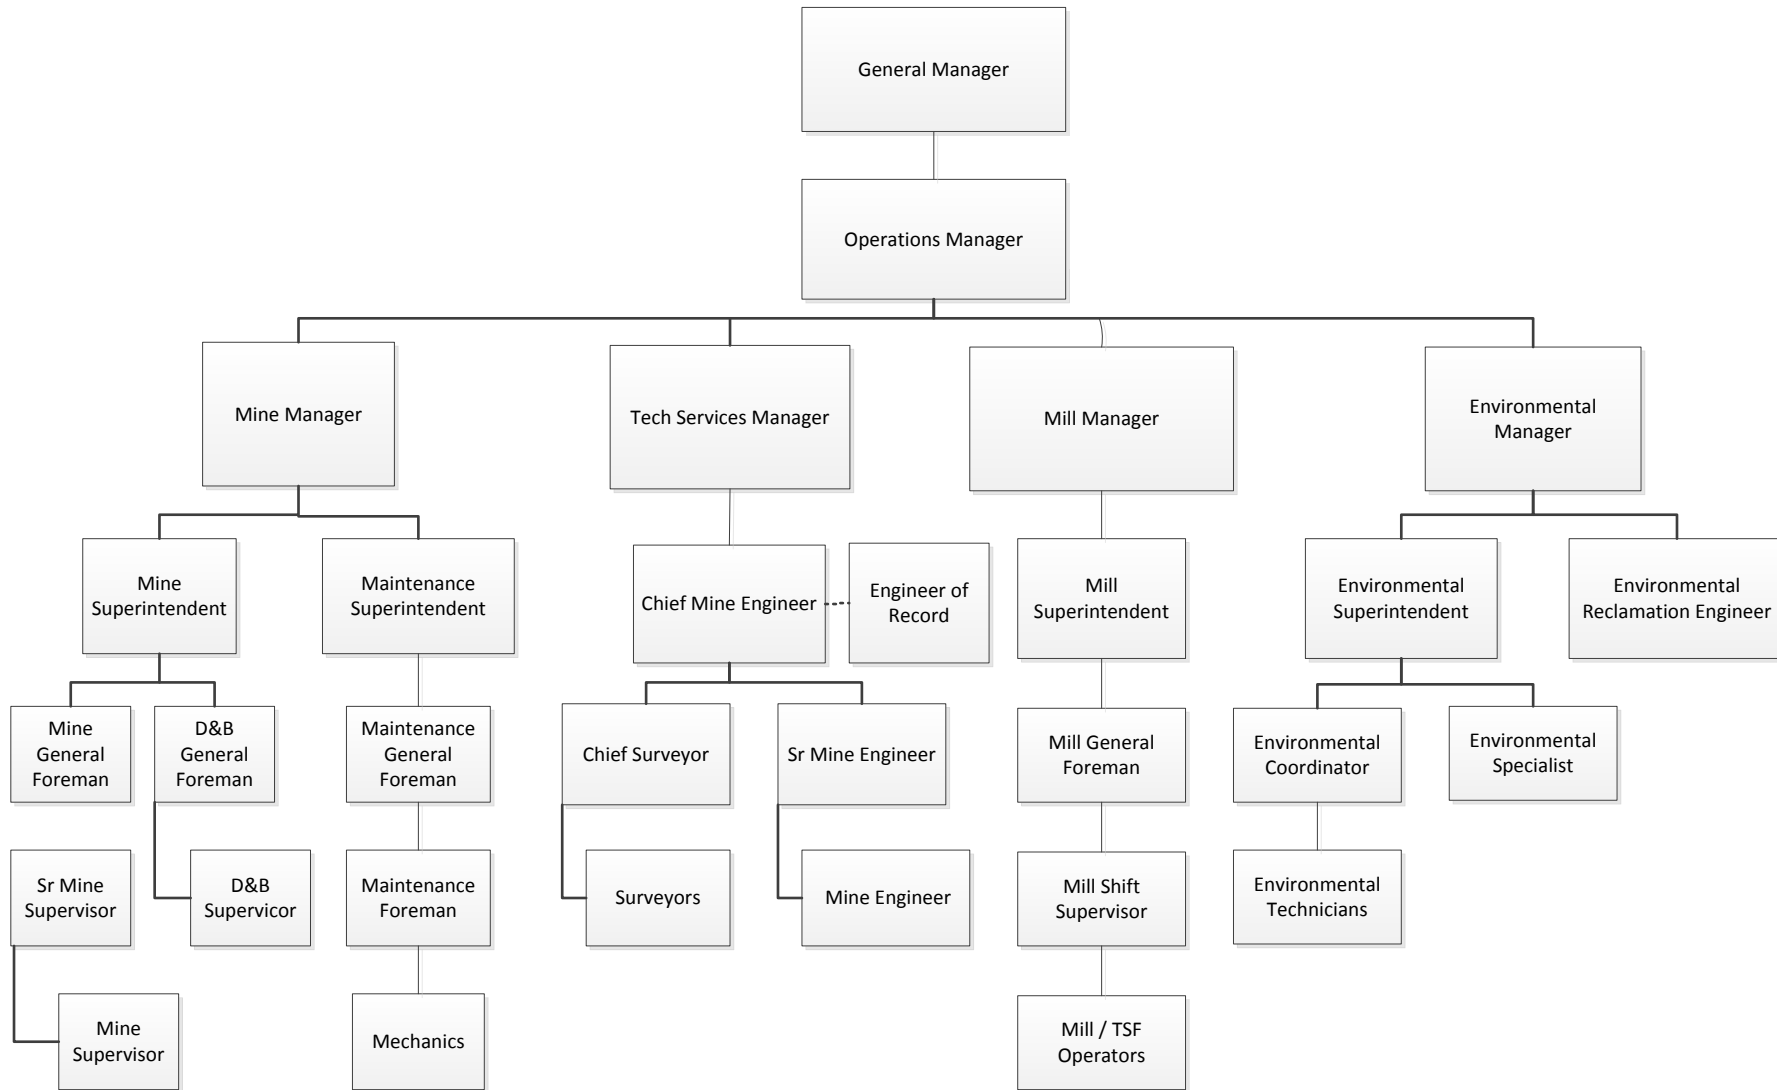 General Manager
Operations Manager
Mine Manager
Tech Services Manager
Mill Manager
Environmental
Manager
Mine
Superintendent
Maintenance
Superintendent
Chief Mine Engineer
Engineer of
Record
Mill
Superintendent
Environmental
Superintendent
Environmental
Reclamation Engineer
Mine
General
Foreman
D&B
General
Foreman
Maintenance
General
Foreman
Chief Surveyor
Sr Mine Engineer
Mill General
Foreman
Environmental
Coordinator
Environmental
Specialist
Sr Mine
Supervisor
D&B
Supervicor
Maintenance
Foreman
Surveyors
Mine Engineer
Mill Shift
Supervisor
Environmental
Technicians
Mine
Supervisor
Mechanics
Mill / TSF
Operators